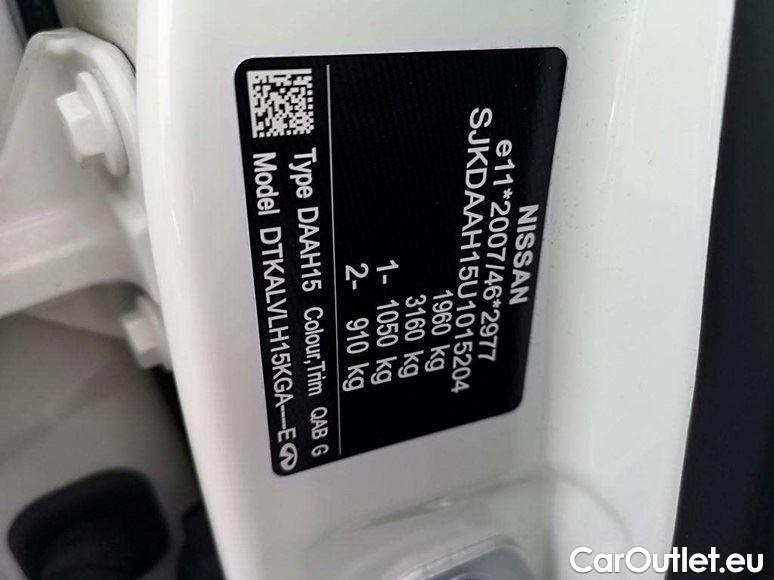 NISSAN
e11*2007/46*2977
SJKDAAH15U1015204
1960 kg
3160 kg
1- 1050 kg
2- 910 kg
Type DAAH15 Colour,Trim QAB G
Model DTKALVLH15KGA----E
CarOutlet.eu